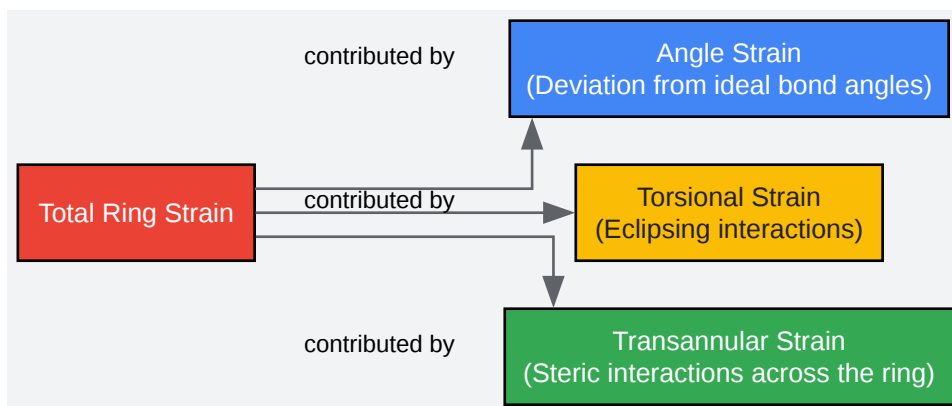 contributed by
Angle Strain
(Deviation from ideal bond angles)
Total Ring Strain
contributed by
Torsional Strain
(Eclipsing interactions)
contributed by
Transannular Strain
(Steric interactions across the ring)